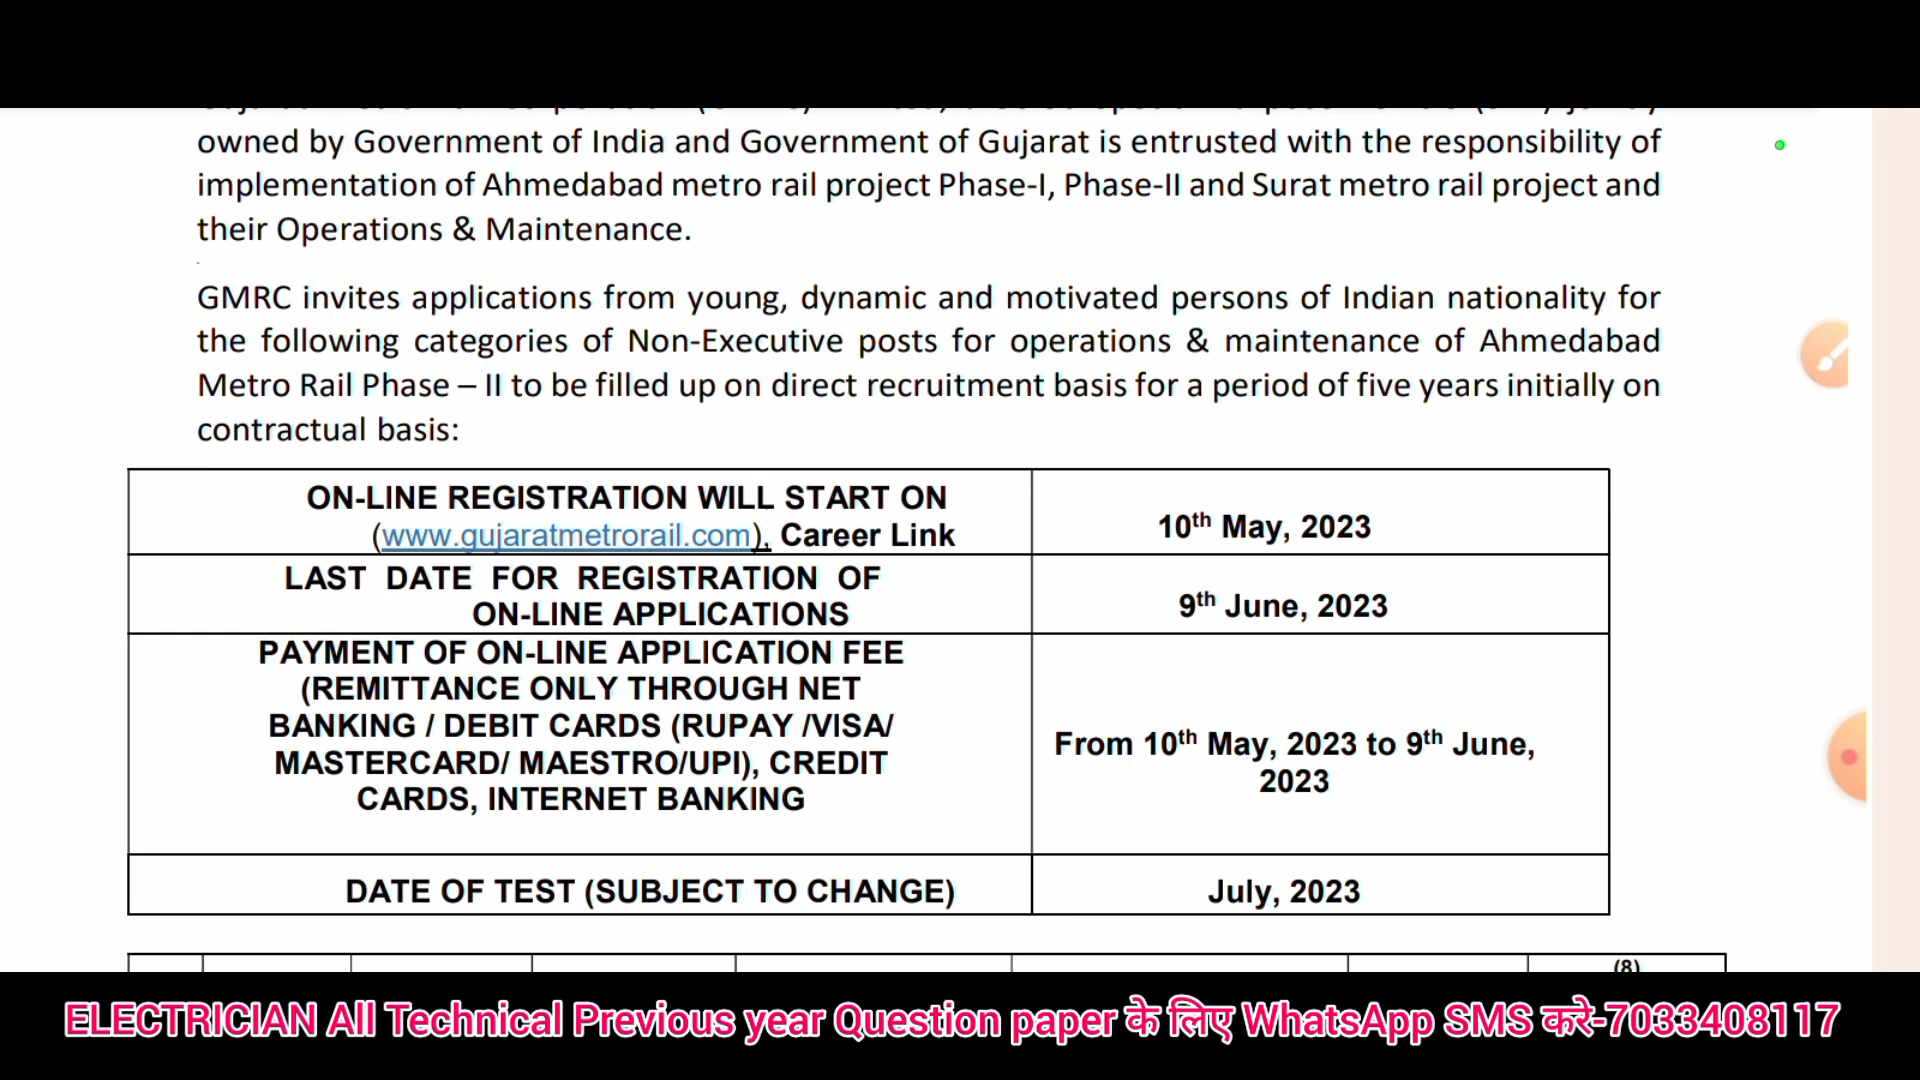 owned by Government of India and Government of Gujarat is entrusted with the responsibility of
implementation of Ahmedabad metro rail project Phase-I, Phase-II and Surat metro rail project and
their Operations & Maintenance.
GMRC invites applications from young, dynamic and motivated persons of Indian nationality for
the following categories of Non-Executive posts for operations & maintenance of Ahmedabad
Metro Rail Phase – II to be filled up on direct recruitment basis for a period of five years initially on
contractual basis:
ON-LINE REGISTRATION WILL START ON
(www.gujaratmetrorail.com), Career Link
10th May, 2023
LAST DATE FOR REGISTRATION OF
ON-LINE APPLICATIONS
9th June, 2023
PAYMENT OF ON-LINE APPLICATION FEE
(REMITTANCE ONLY THROUGH NET
BANKING / DEBIT CARDS (RUPAY /VISA/
MASTERCARD/ MAESTRO/UPI), CREDIT
CARDS, INTERNET BANKING
From 10th May, 2023 to 9th June,
2023
DATE OF TEST (SUBJECT TO CHANGE)
July, 2023
(8)
ELECTRICIAN All Technical Previous year Question paper के लिए WhatsApp SMS करे-7033408117